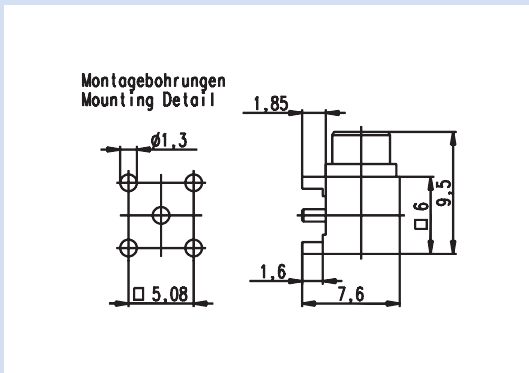 Montagebohrungen
Mounting Detail
1,85
Ø1,3
□ 6
9,5
1,6
□ 5,08
7,6